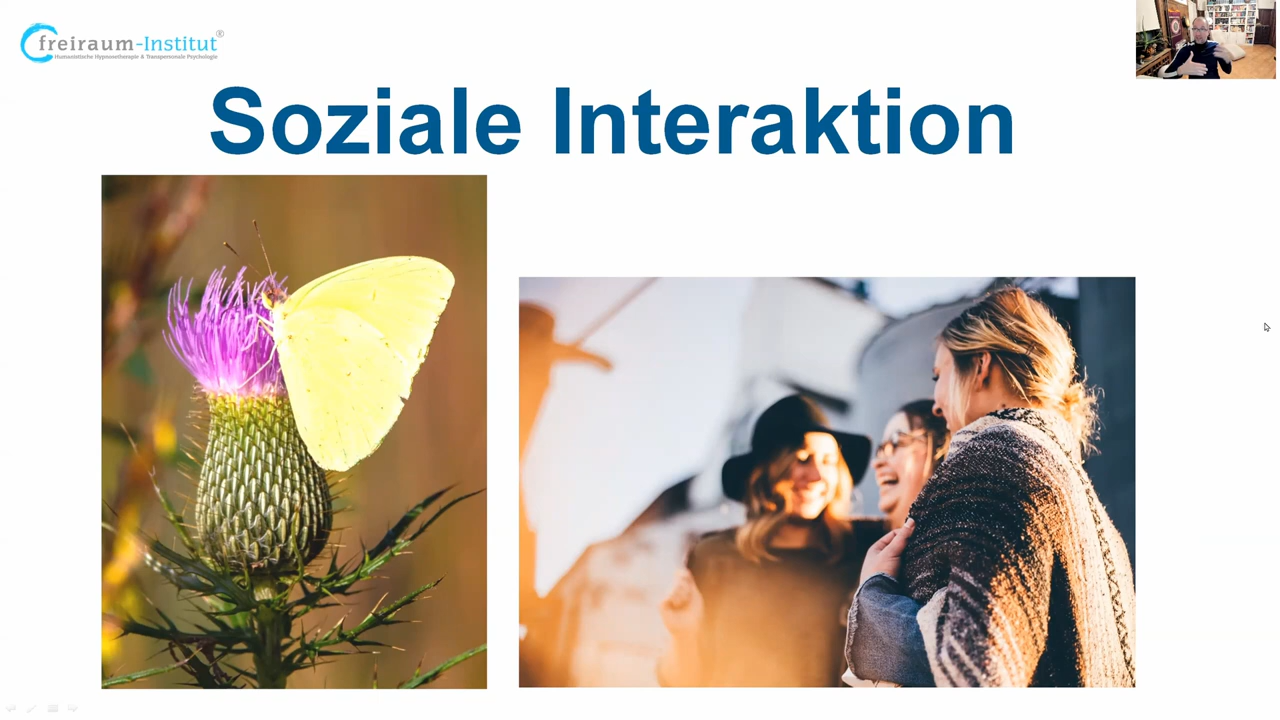 freiraum-Institut®
Humanistische Hypnosetherapie & Transpersonale Psychologie
Soziale Interaktion